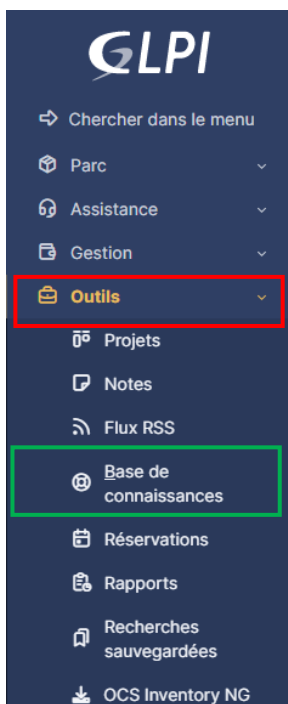 GLPI
Chercher dans le menu
Parc
Assistance
Gestion
Outils
Projets
Notes
Flux RSS
Base de
connaissances
Réservations
Rapports
Recherches
sauvegardées
OCS Inventory NG